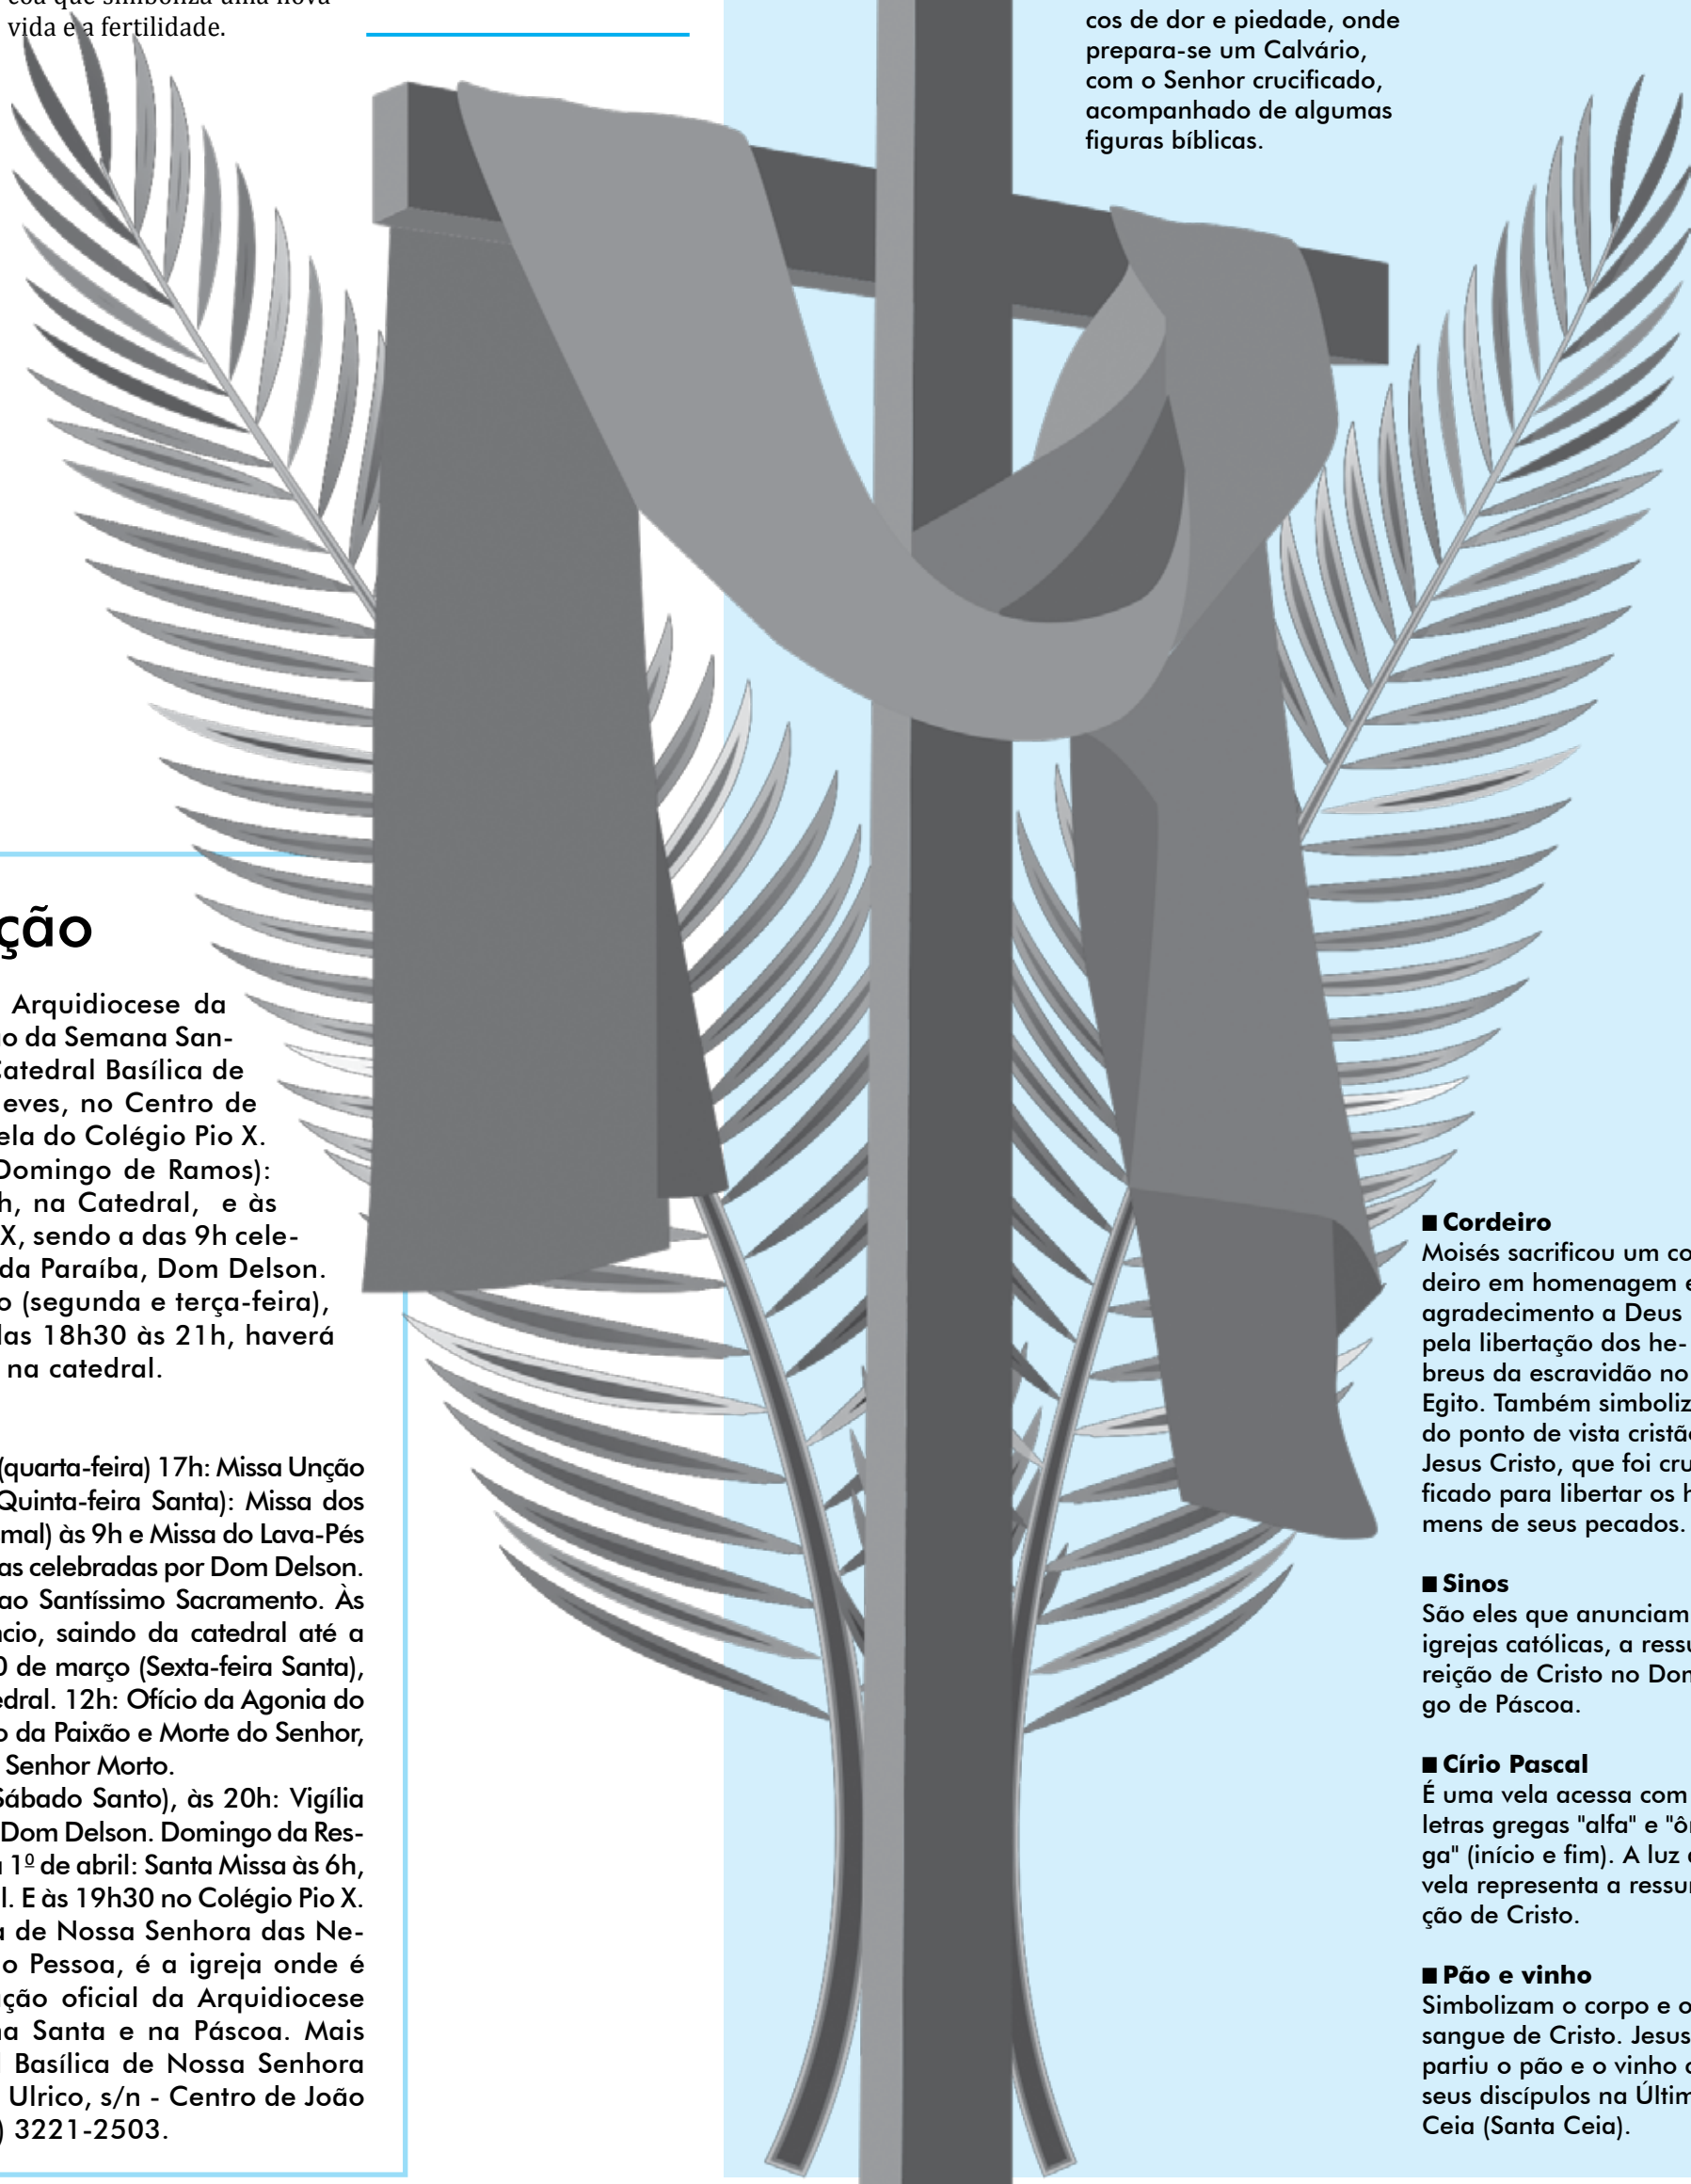 vida e a fertilidade.
ção
Arquidiocese da
da Semana San-
Catedral Basílica de
eves, no Centro de
ela do Colégio Pio X.
Domingo de Ramos):
h, na Catedral, e às
X, sendo a das 9h cele-
da Paraíba, Dom Delson.
o (segunda e terça-feira),
das 18h30 às 21h, haverá
na catedral.
(quarta-feira) 17h: Missa Unção
Quinta-feira Santa): Missa dos
mal) às 9h e Missa do Lava-Pés
as celebradas por Dom Delson.
ao Santíssimo Sacramento. Às
ncio, saindo da catedral até a
0 de março (Sexta-feira Santa),
edral. 12h: Ofício da Agonia do
o da Paixão e Morte do Senhor,
Senhor Morto.
Sábado Santo), às 20h: Vigília
Dom Delson. Domingo da Res-
1º de abril: Santa Missa às 6h,
l. E às 19h30 no Colégio Pio X.
a de Nossa Senhora das Ne-
o Pessoa, é a igreja onde é
ção oficial da Arquidiocese
na Santa e na Páscoa. Mais
Basílica de Nossa Senhora
Ulrico, s/n - Centro de João
) 3221-2503.
cos de dor e piedade, onde
prepara-se um Calvário,
com o Senhor crucificado,
acompanhado de algumas
figuras bíblicas.
■ Cordeiro
Moisés sacrificou um co
deiro em homenagem e
agradecimento a Deus
pela libertação dos he-
breus da escravidão no
Egito. Também simboliz
do ponto de vista cristã
Jesus Cristo, que foi cru
ficado para libertar os h
mens de seus pecados.
■ Sinos
São eles que anunciam
igrejas católicas, a ressu
reição de Cristo no Dom
go de Páscoa.
■ Círio Pascal
É uma vela acessa com
letras gregas "alfa" e "ôm
ga" (início e fim). A luz
vela representa a ressur
ção de Cristo.
■ Pão e vinho
Simbolizam o corpo e o
sangue de Cristo. Jesus
partiu o pão e o vinho
seus discípulos na Últim
Ceia (Santa Ceia).